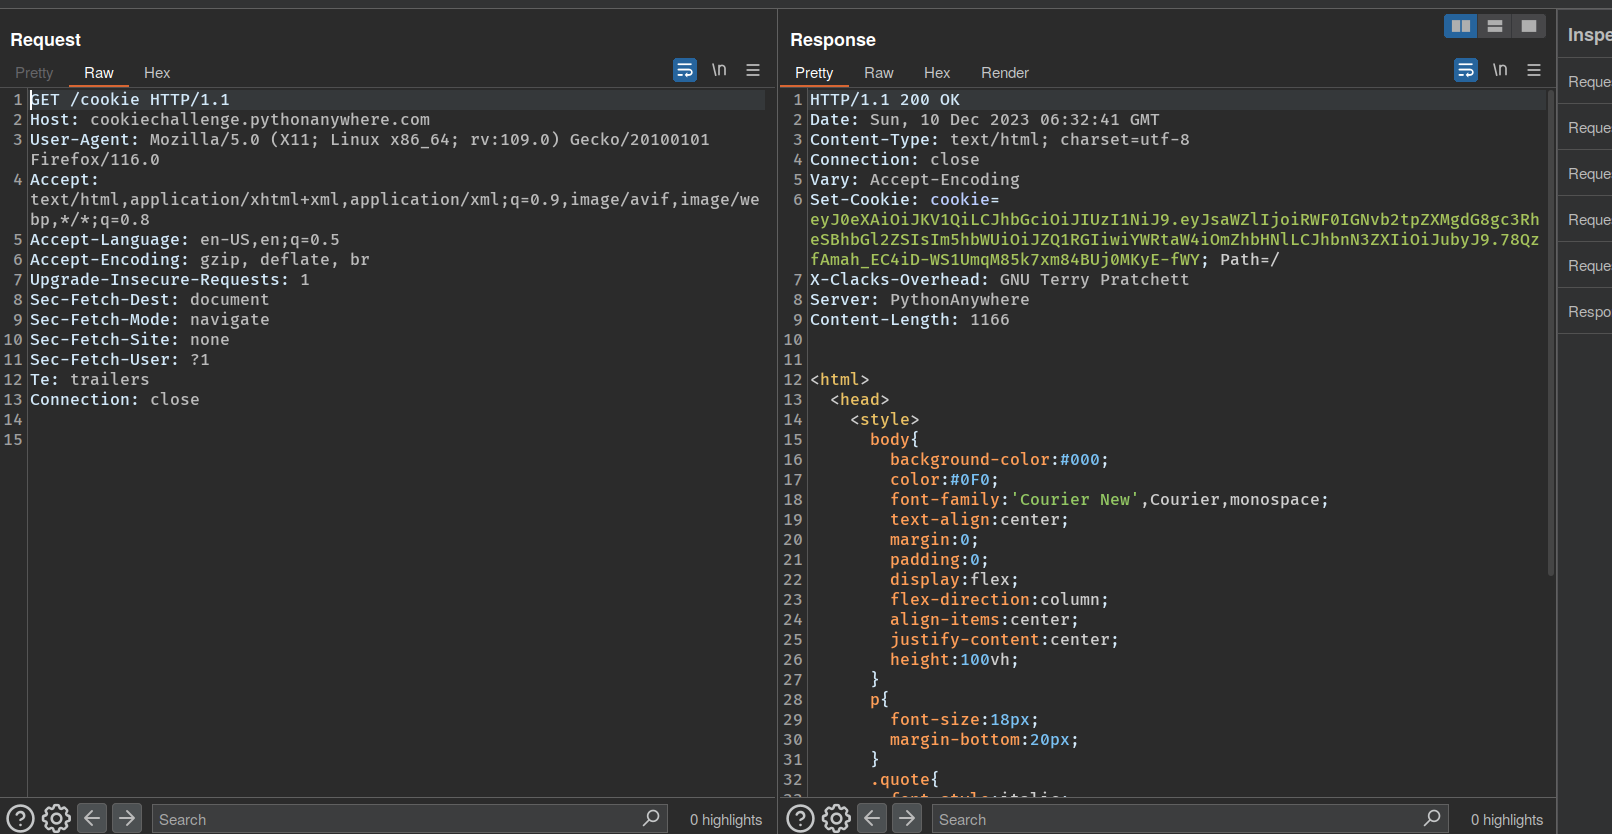 Request
Pretty Raw Hex
\n
1 GET /cookie HTTP/1.1
2 Host: cookiechallenge.pythonanywhere.com
3 User-Agent: Mozilla/5.0 (X11; Linux x86_64; rv:109.0) Gecko/20100101
Firefox/116.0
4 Accept:
text/html,application/xhtml+xml,application/xml;q=0.9,image/avif,image/we
bp,*/*;q=0.8
5 Accept-Language: en-US,en;q=0.5
6 Accept-Encoding: gzip, deflate, br
7 Upgrade-Insecure-Requests: 1
8 Sec-Fetch-Dest: document
9 Sec-Fetch-Mode: navigate
10 Sec-Fetch-Site: none
11 Sec-Fetch-User: ?1
12 Te: trailers
13 Connection: close
14
15
Search
0 highlights
Response
Pretty Raw Hex Render
\n
1 HTTP/1.1 200 OK
2 Date: Sun, 10 Dec 2023 06:32:41 GMT
3 Content-Type: text/html; charset=utf-8
4 Connection: close
5 Vary: Accept-Encoding
6 Set-Cookie: cookie=
eyJ0eXAiOiJKV1QiLCJhbGciOiJIUzI1NiJ9.eyJsaWZlIjoiRWF0IGNvb2tpZXMgdG8gc3Rh
eSBhbGl2ZSIsIm5hbWUiOiJZQ1RGIiwiYWRtaW4iOmZhbHNlLCJhbnN3ZXIiOiJubyJ9.78Qz
fAmah_EC4iD-WS1UmqM85k7xm84BUj0MKyE-fWY; Path=/
7 X-Clacks-Overhead: GNU Terry Pratchett
8 Server: PythonAnywhere
9 Content-Length: 1166
10
11
12 <html>
13 <head>
14 <style>
15 body{
16 background-color:#000;
17 color:#0F0;
18 font-family:'Courier New',Courier,monospace;
19 text-align:center;
20 margin:0;
21 padding:0;
22 display:flex;
23 flex-direction:column;
24 align-items:center;
25 justify-content:center;
26 height:100vh;
27 }
28 p{
29 font-size:18px;
30 margin-bottom:20px;
31 }
32 .quote{
Search
0 highlights
Inspe
Reque
Reque
Reque
Reque
Reque
Respo